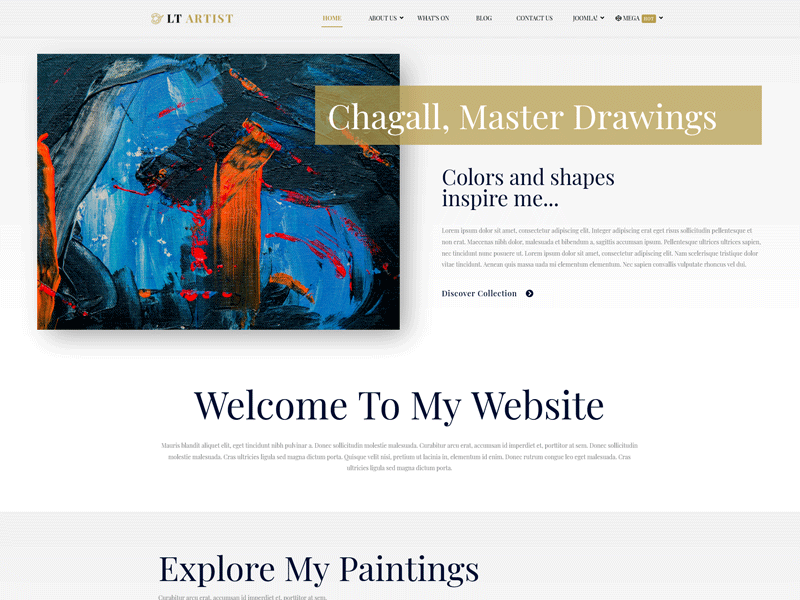 LT ARTIST
HOME ABOUT US WHAT'S ON BLOG CONTACT US JOOMLA! MEGA HOT
Chagall, Master Drawings
Colors and shapes
inspire me...
Lorem ipsum dolor sit amet, consectetur adipiscing elit. Integer adipiscing erat eget risus sollicitudin pellentesque et
non erat. Maecenas nibh dolor, malesuada et bibendum a, sagittis accumsan ipsum. Pellentesque ultrices ultrices sapien,
nec tincidunt nunc posuere ut. Lorem ipsum dolor sit amet, consectetur adipiscing elit. Nam scelerisque tristique dolor
vitae tincidunt. Aenean quis massa uada mi elementum elementum. Nec sapien convallis vulputate rhoncus vel dui.
Discover Collection
Welcome To My Website
Mauris blandit aliquet elit, eget tincidunt nibh pulvinar a. Donec sollicitudin molestie malesuada. Curabitur arcu erat, accumsan id imperdiet et, porttitor at sem. Donec sollicitudin
molestie malesuada. Cras ultricies ligula sed magna dictum porta. Quisque velit nisi, pretium ut lacinia in, elementum id enim. Donec rutrum congue leo eget malesuada. Cras
ultricies ligula sed magna dictum porta.
Explore My Paintings
Curabitur arcu erat, accumsan id imperdiet et, porttitor at sem.